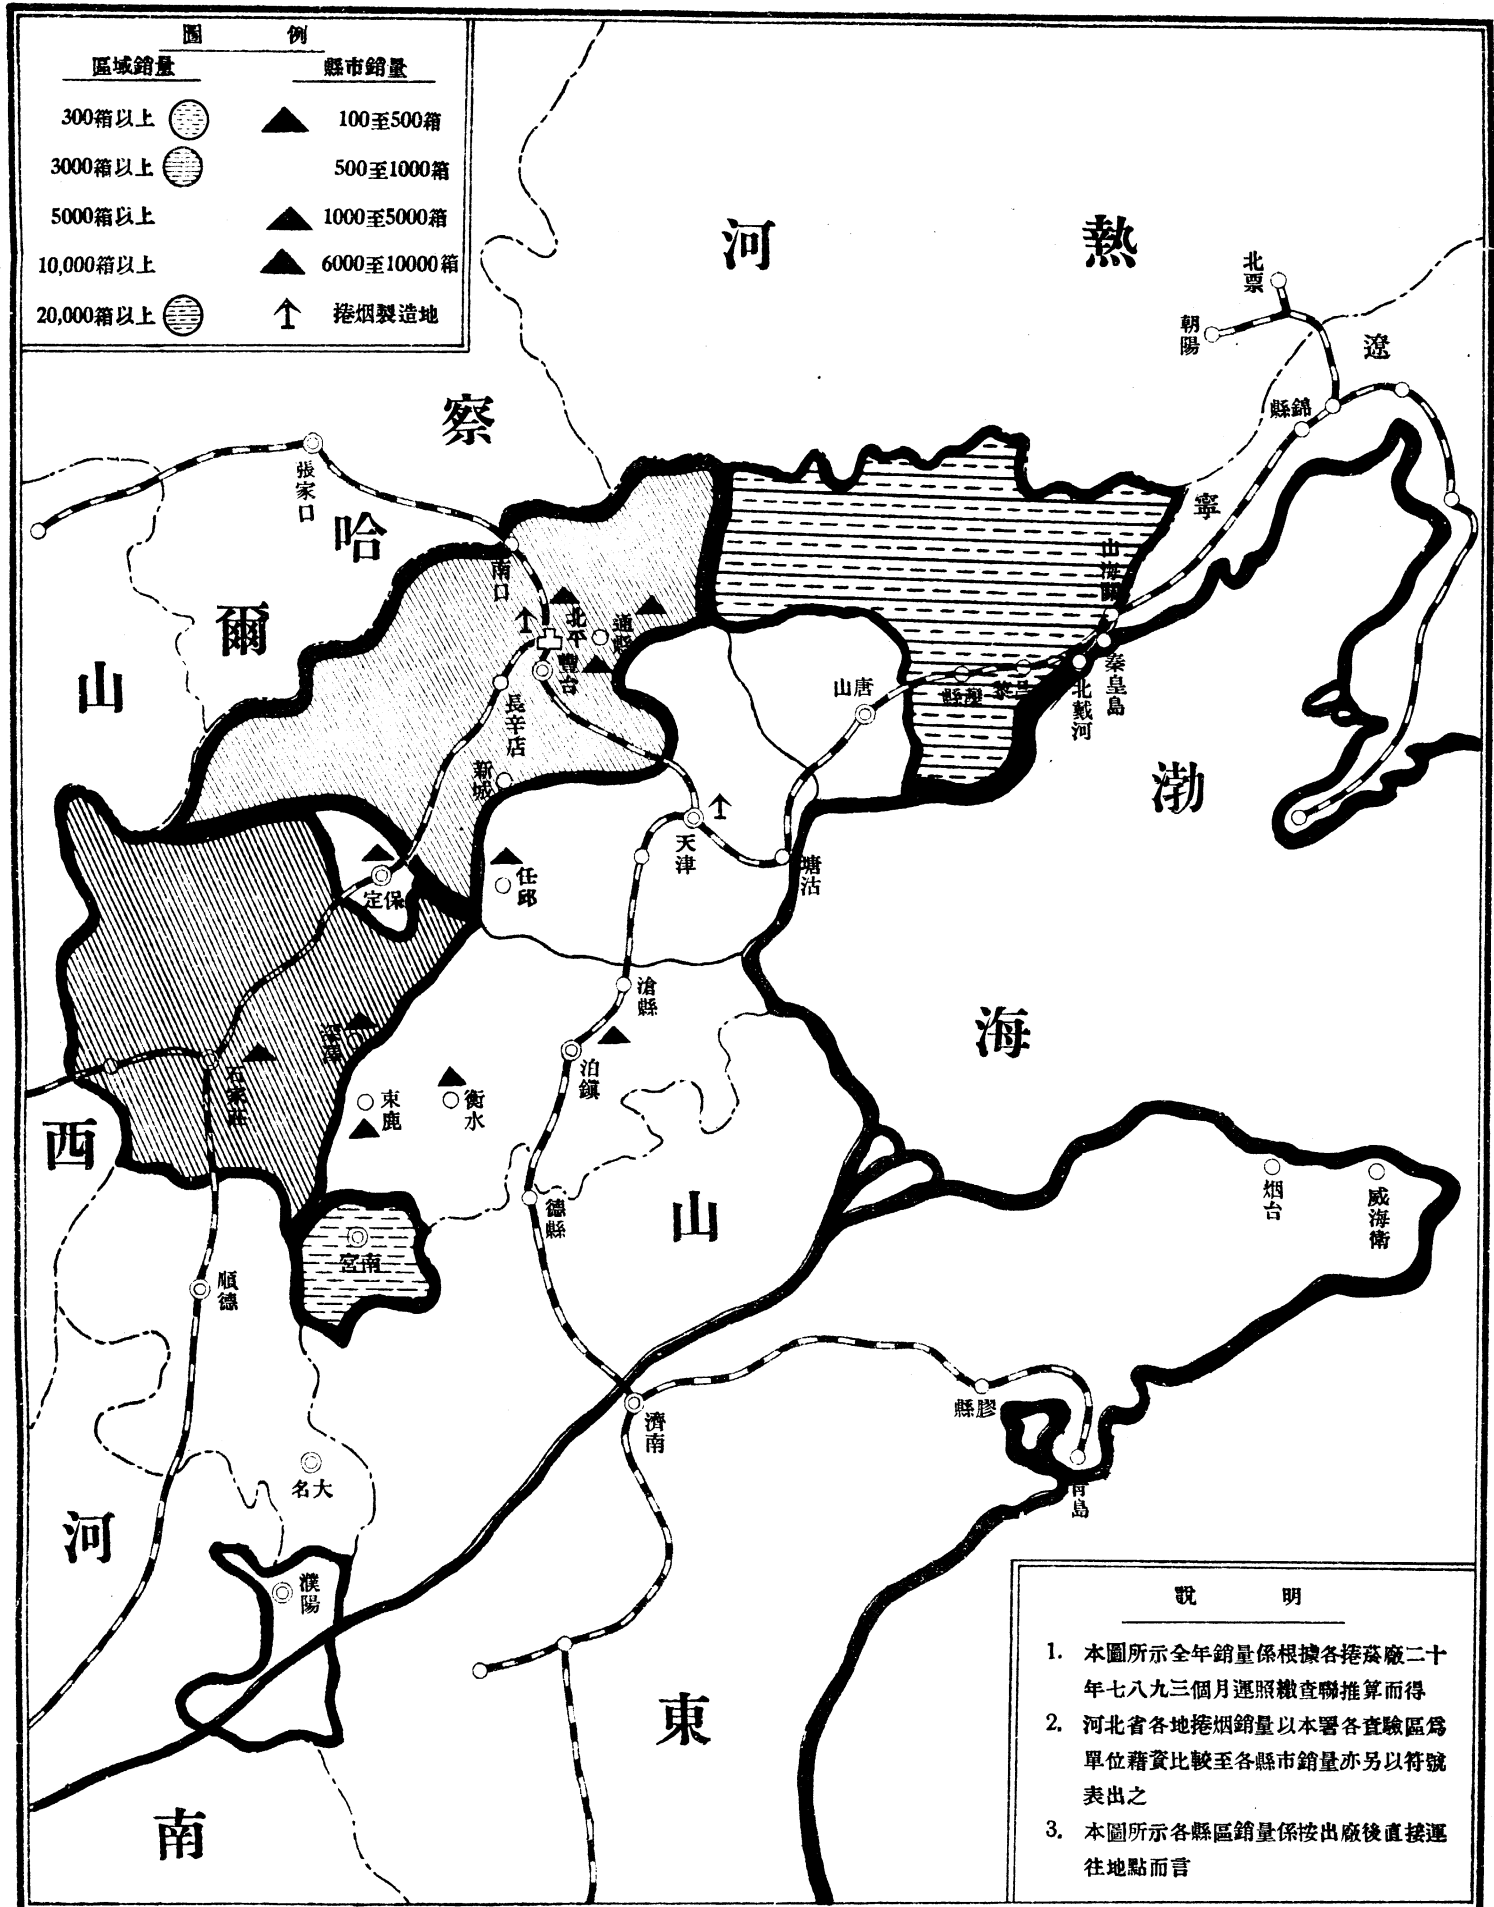 圖例
區域銷量
300箱以上
3000箱以上
5000箱以上
10,000箱以上
20,000箱以上
縣市銷量
100至500箱
500至1000箱
1000至5000箱
6000至10000箱
捲烟製造地
熱河
察
哈
爾
山
西
河
南
山
東
遼
寧
渤
海
北票
朝陽
錦縣
張家口
南口
北平
通縣
豐台
長辛店
新城
山海關
秦皇島
北戴河
昌黎
灤縣
唐山
天津
塘沽
保定
任邱
滄縣
泊鎮
深澤
石家莊
束鹿
衡水
德縣
南宮
順德
大名
濮陽
濟南
膠縣
青島
烟台
威海衛
說明
1. 本圖所示全年銷量係根據各捲菸廠二十
年七八九三個月運照繳查聯推算而得
2. 河北省各地捲烟銷量以本署各查驗區爲
單位藉資比較至各縣市銷量亦另以符號
表出之
3. 本圖所示各縣區銷量係按出廠後直接運
往地點而言